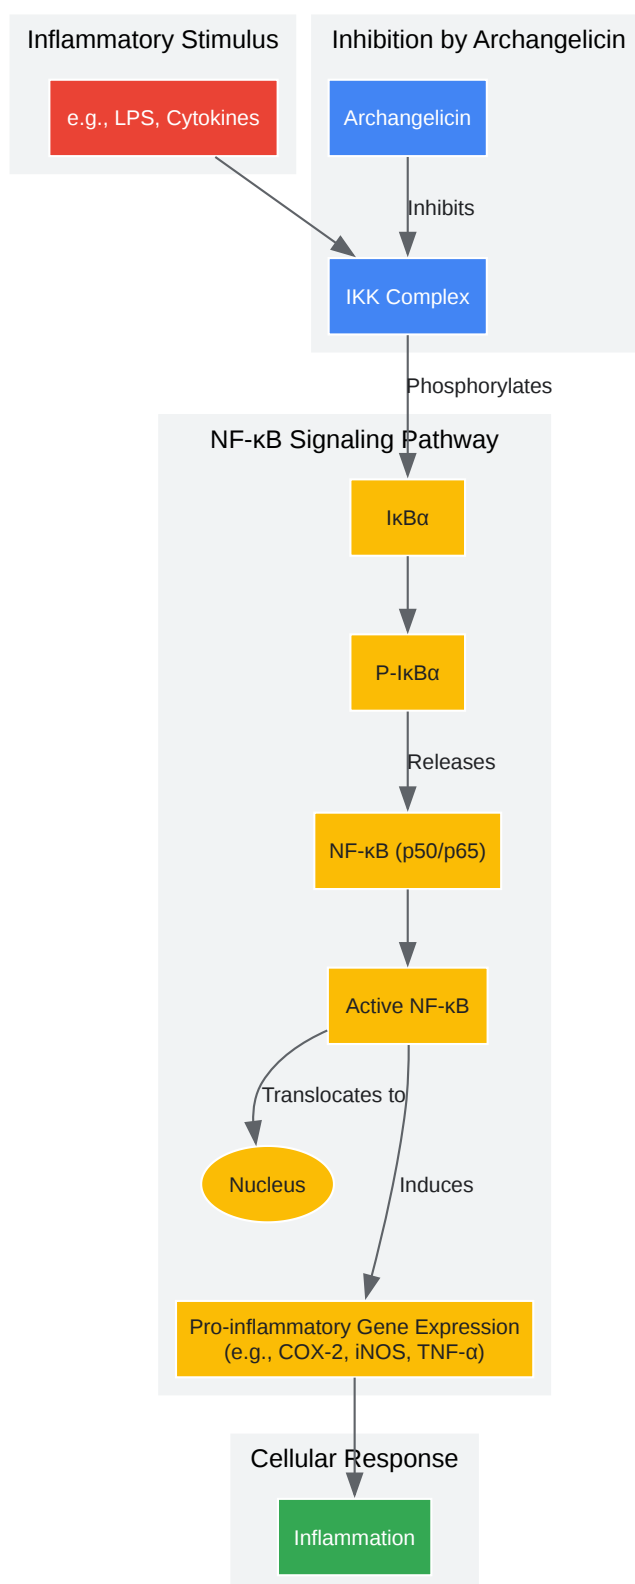 Inflammatory Stimulus
Inhibition by Archangelicin
e.g., LPS, Cytokines
Archangelicin
Inhibits
IKK Complex
Phosphorylates
NF-κB Signaling Pathway
IκBα
P-IκBα
Releases
NF-κB (p50/p65)
Active NF-κB
Translocates to
Nucleus
Induces
Pro-inflammatory Gene Expression
(e.g., COX-2, iNOS, TNF-α)
Cellular Response
Inflammation